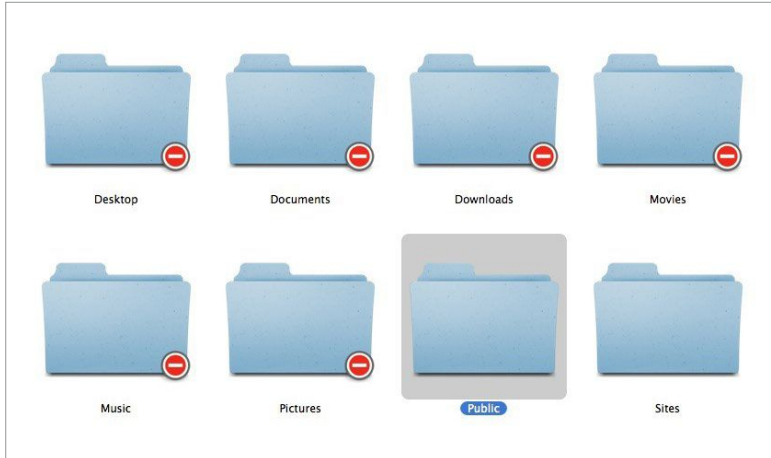 Desktop
Documents
Downloads
Movies
Music
Pictures
Public
Sites